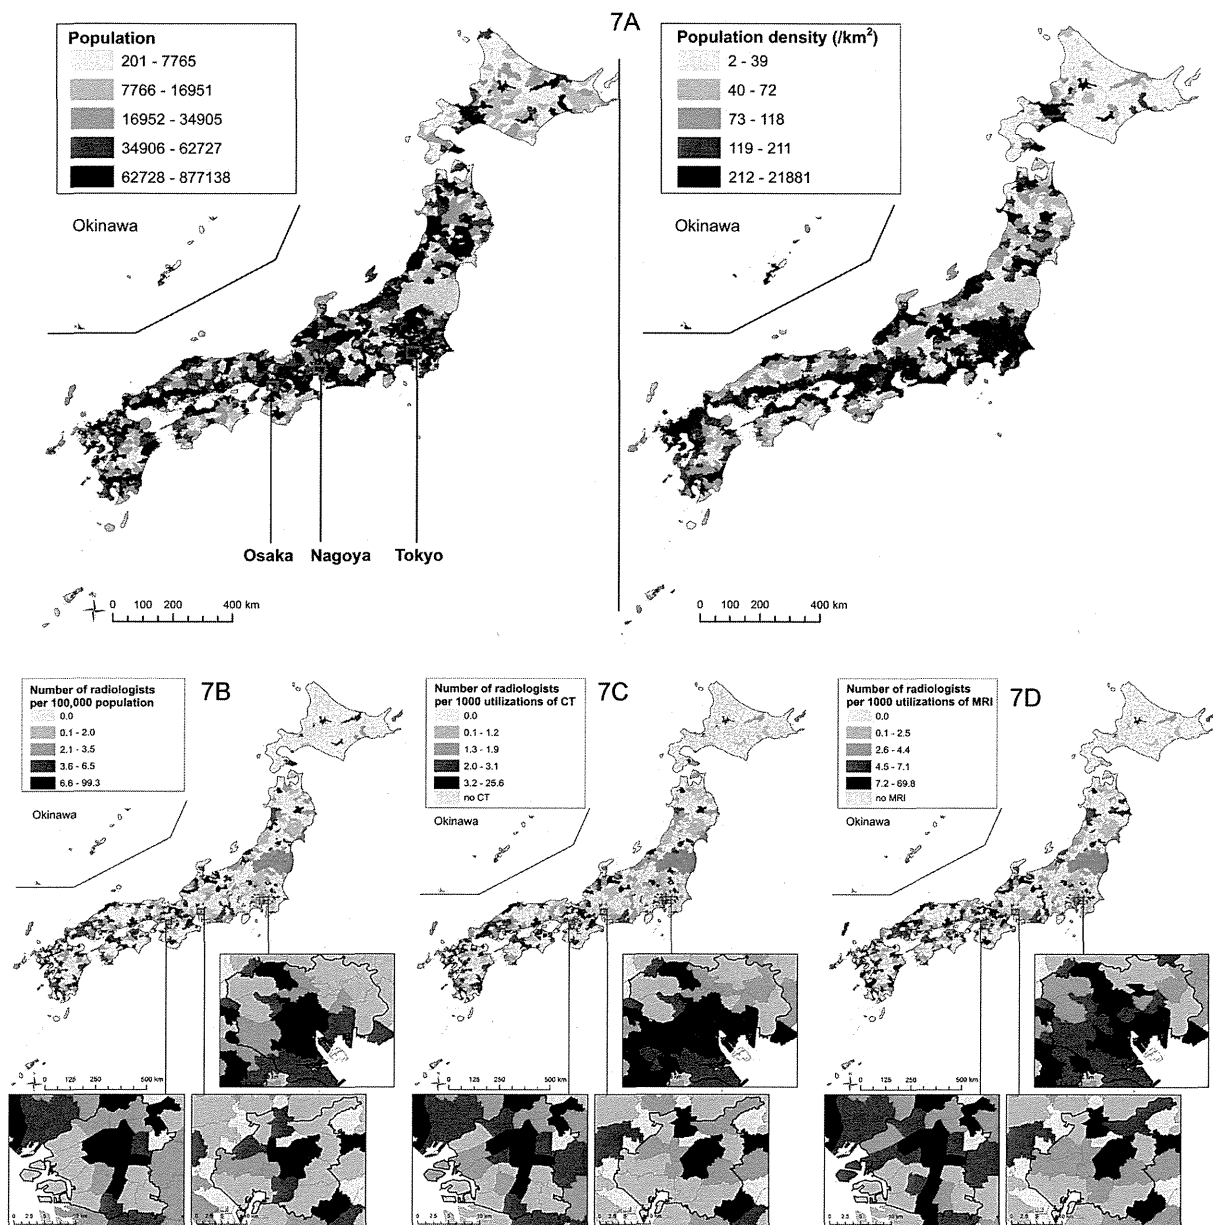 7A
Population
201 - 7765
7766 - 16951
16952 - 34905
34906 - 62727
62728 - 877138
Okinawa
Osaka Nagoya Tokyo
0 100 200 400 km
Population density (/km²)
2 - 39
40 - 72
73 - 118
119 - 211
212 - 21881
Okinawa
0 100 200 400 km
7B
Number of radiologists
per 100,000 population
0.0
0.1 - 2.0
2.1 - 3.5
3.6 - 6.5
6.6 - 99.3
Okinawa
0 125 250 500 km
7C
Number of radiologists
per 1000 utilizations of CT
0.0
0.1 - 1.2
1.3 - 1.9
2.0 - 3.1
3.2 - 25.6
no CT
Okinawa
0 125 250 500 km
7D
Number of radiologists
per 1000 utilizations of MRI
0.0
0.1 - 2.5
2.6 - 4.4
4.5 - 7.1
7.2 - 69.8
no MRI
Okinawa
0 125 250 500 km